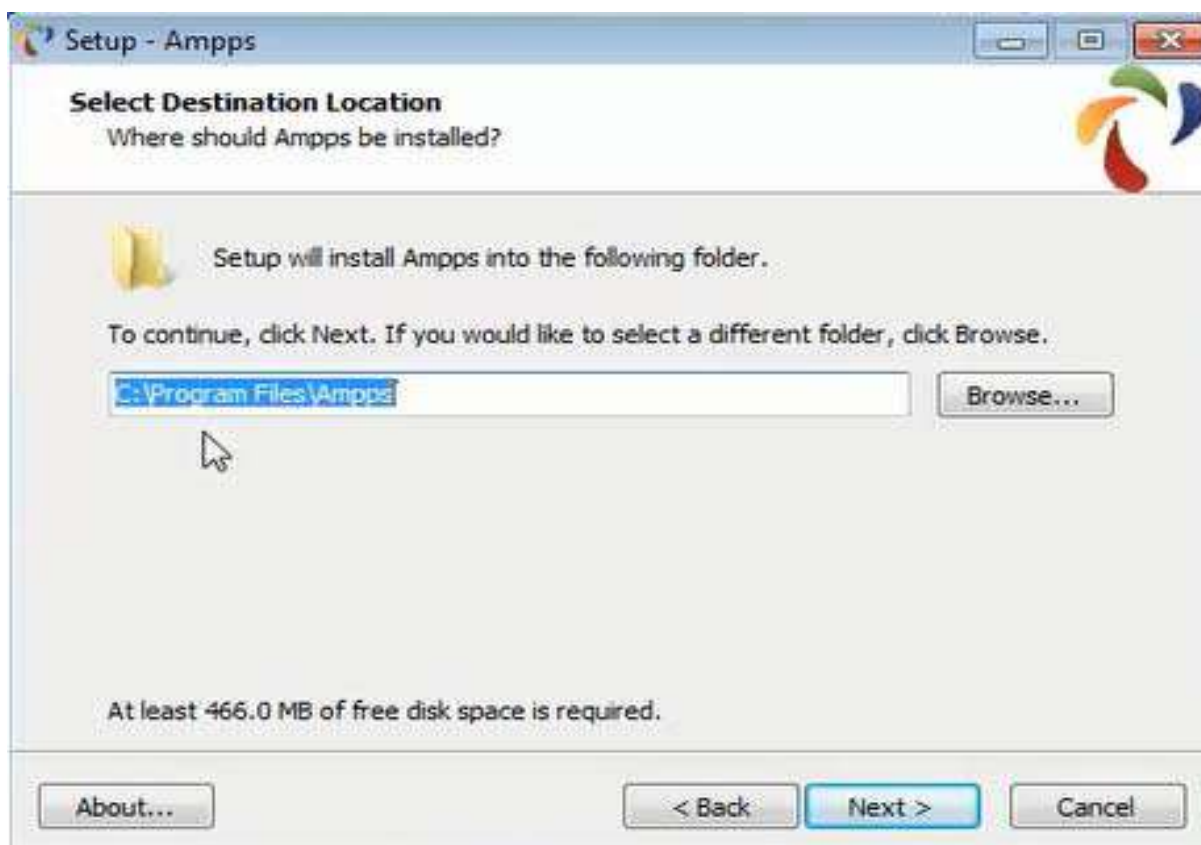 Setup - Ampps
Select Destination Location
Where should Ampps be installed?
Setup will install Ampps into the following folder.
To continue, click Next. If you would like to select a different folder, click Browse.
C:\Program Files\Ampps
Browse...
At least 466.0 MB of free disk space is required.
About...
< Back
Next >
Cancel